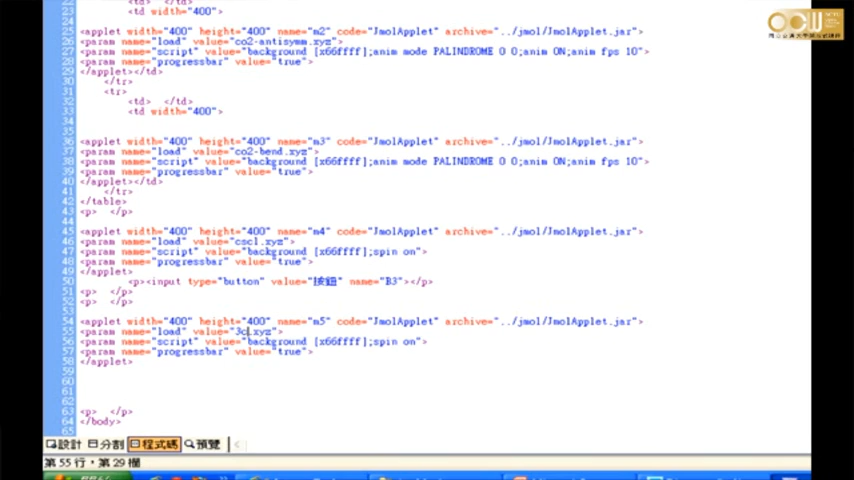 22 <td> </td>
23 <td width="400">
24
25 <applet width="400" height="400" name="m2" code="JmolApplet" archive="../jmol/JmolApplet.jar">
26 <param name="load" value="co2-antisymm.xyz">
27 <param name="script" value="background [x66ffff];anim mode PALINDROME 0 0;anim ON;anim fps 10">
28 <param name="progressbar" value="true">
29 </applet></td>
30 </tr>
31 <tr>
32 <td> </td>
33 <td width="400">
34
35
36 <applet width="400" height="400" name="m3" code="JmolApplet" archive="../jmol/JmolApplet.jar">
37 <param name="load" value="co2-bend.xyz">
38 <param name="script" value="background [x66ffff];anim mode PALINDROME 0 0;anim ON;anim fps 10">
39 <param name="progressbar" value="true">
40 </applet></td>
41 </tr>
42 </table>
43 <p> </p>
44
45 <applet width="400" height="400" name="m4" code="JmolApplet" archive="../jmol/JmolApplet.jar">
46 <param name="load" value="cscl.xyz">
47 <param name="script" value="background [x66ffff];spin on">
48 <param name="progressbar" value="true">
49 </applet>
50 <p><input type="button" value="按鈕" name="B3"></p>
51 <p> </p>
52 <p> </p>
53
54 <applet width="400" height="400" name="m5" code="JmolApplet" archive="../jmol/JmolApplet.jar">
55 <param name="load" value="3cl.xyz">
56 <param name="script" value="background [x66ffff];spin on">
57 <param name="progressbar" value="true">
58 </applet>
59
60
61
62
63 <p> </p>
64 </body>
65
設計 分割 程式碼 預覽
第 55 行，第 29 欄
OCW